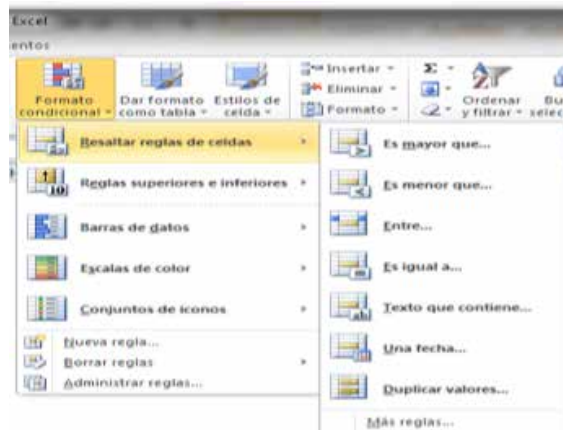 Excel
entos
Formato condicional
Dar formato como tabla
Estilos de celda
Insertar
Eliminar
Formato
Σ
Ordenar y filtrar
Bu
selec
Resaltar reglas de celdas
Reglas superiores e inferiores
Barras de datos
Escalas de color
Conjuntos de iconos
Nueva regla...
Borrar reglas
Administrar reglas...
Es mayor que...
Es menor que...
Entre...
Es igual a...
Texto que contiene...
Una fecha...
Duplicar valores...
Más reglas...